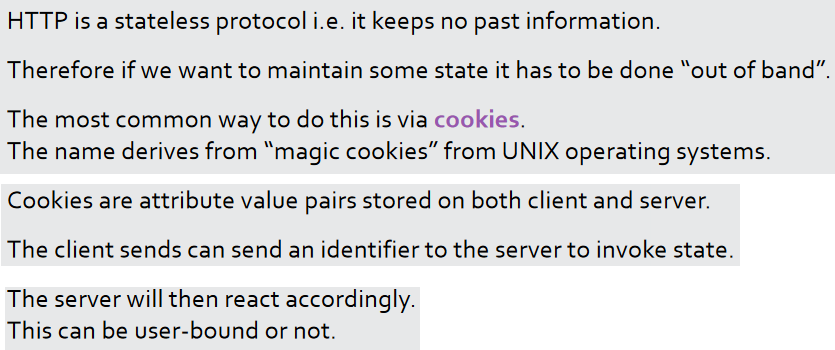 HTTP is a stateless protocol i.e. it keeps no past information.
Therefore if we want to maintain some state it has to be done “out of band”.
The most common way to do this is via cookies.
The name derives from “magic cookies” from UNIX operating systems.
Cookies are attribute value pairs stored on both client and server.
The client sends can send an identifier to the server to invoke state.
The server will then react accordingly.
This can be user-bound or not.